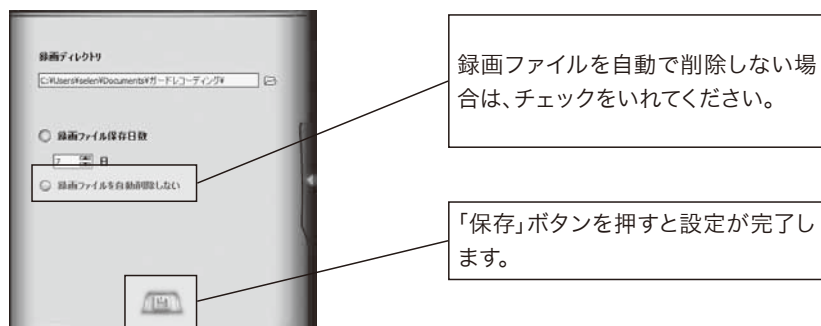 録画ディレクトリ
C:¥Users¥selen¥Documents¥ガードレコーディング¥
録画ファイル保存日数
7 日
録画ファイルを自動削除しない
録画ファイルを自動で削除しない場
合は、チェックをいれてください。
「保存」ボタンを押すと設定が完了し
ます。